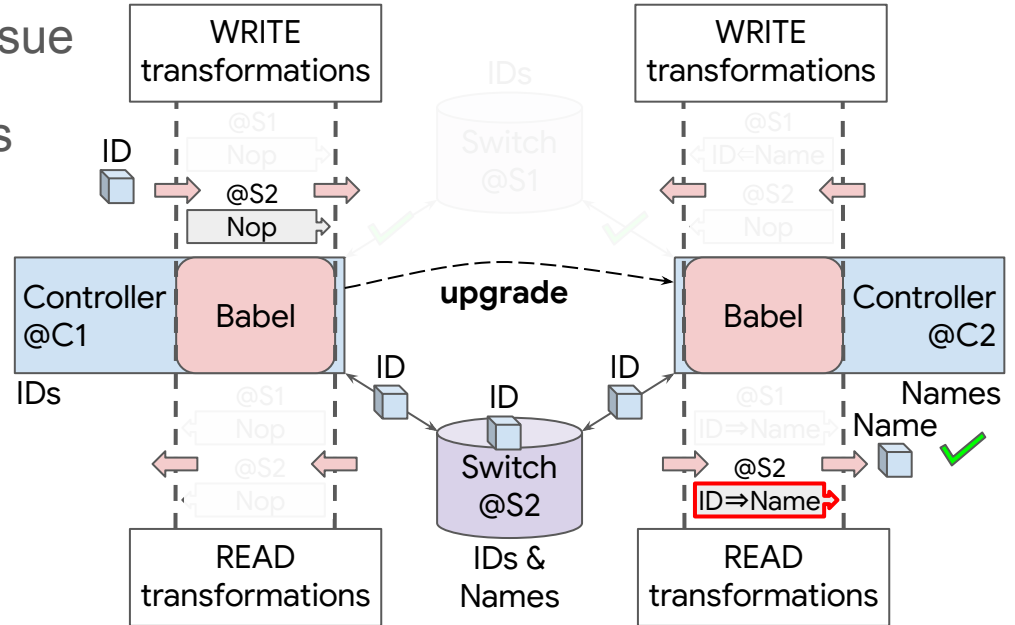 sue
s
WRITE
transformations
WRITE
transformations
IDs
Switch
@S1
ID
@S1
Nop
@S2
Nop
@S1
ID⇐Name
@S2
Nop
Controller
@C1
Babel
upgrade
Babel
Controller
@C2
IDs
ID
ID
ID
Names
Name
@S1
Nop
@S2
Nop
Switch
@S2
IDs &
Names
@S1
ID⇒Name
@S2
ID⇒Name
READ
transformations
READ
transformations